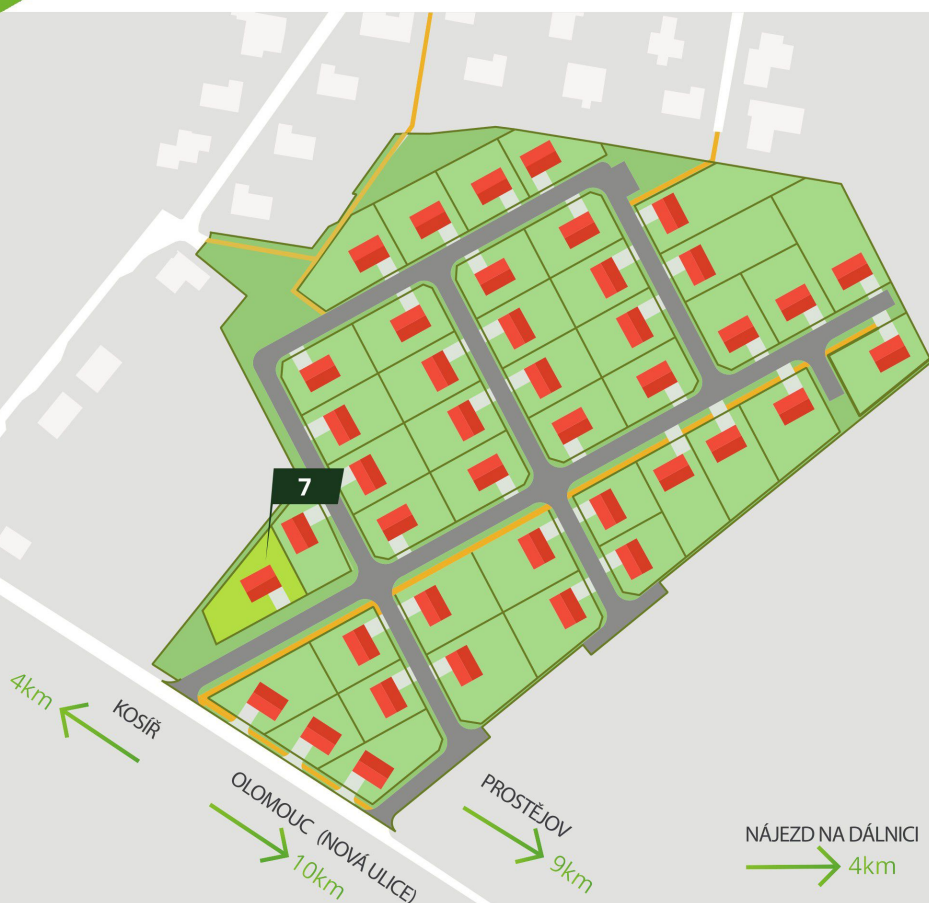 7
4km
KOSÍŘ
OLOMOUC (NOVÁ ULICE)
10km
PROSTĚJOV
9km
NÁJEZD NA DÁLNICI
4km